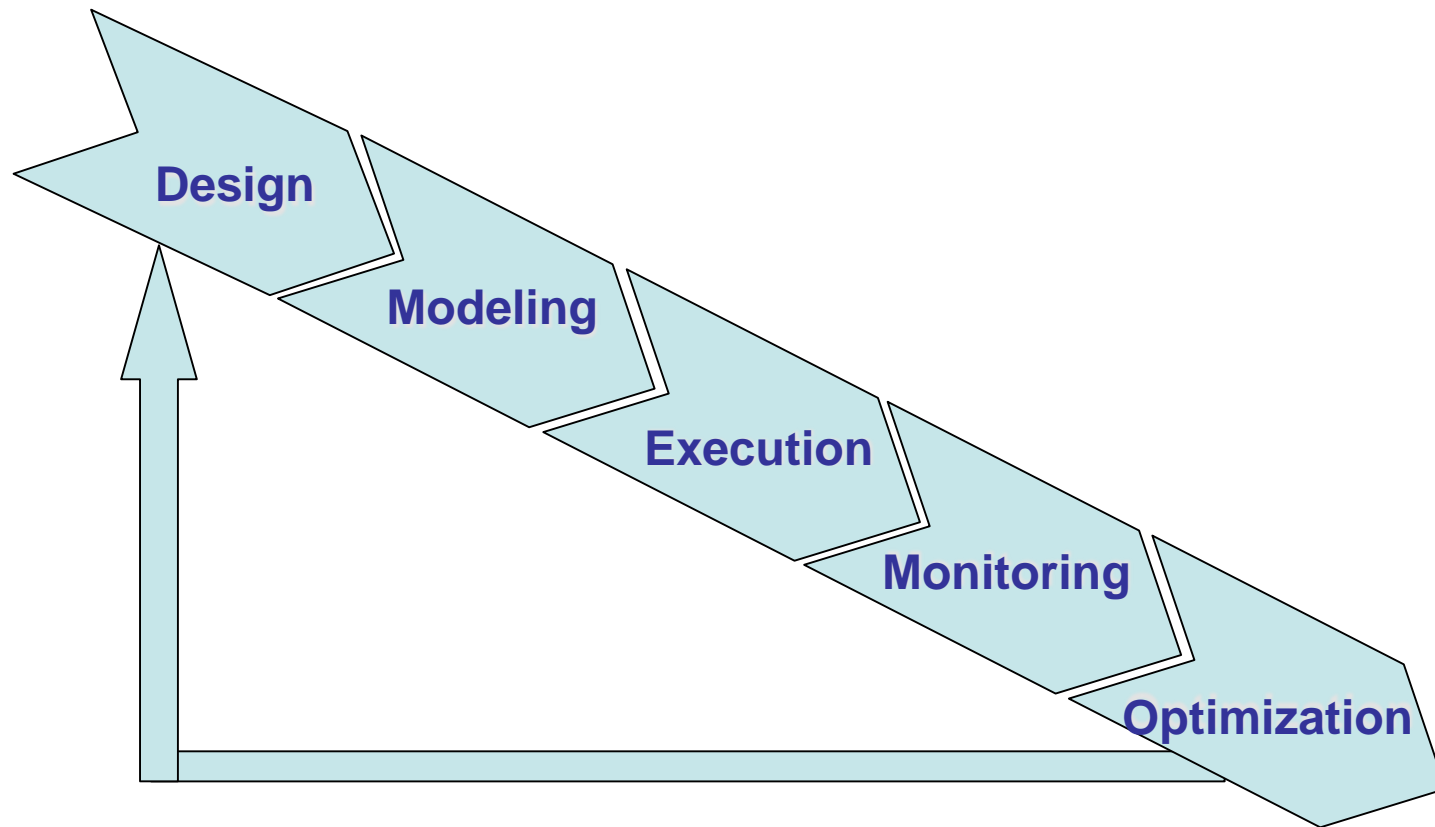 Design
Modeling
Execution
Monitoring
Optimization